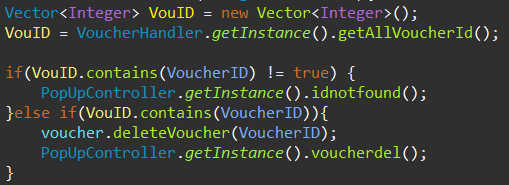 Vector<Integer> VouID = new Vector<Integer>();
VouID = VoucherHandler.getInstance().getAllVoucherId();
if(VouID.contains(VoucherID) != true) {
PopUpController.getInstance().idnotfound();
}else if(VouID.contains(VoucherID)){
voucher.deleteVoucher(VoucherID);
PopUpController.getInstance().voucherdel();
}